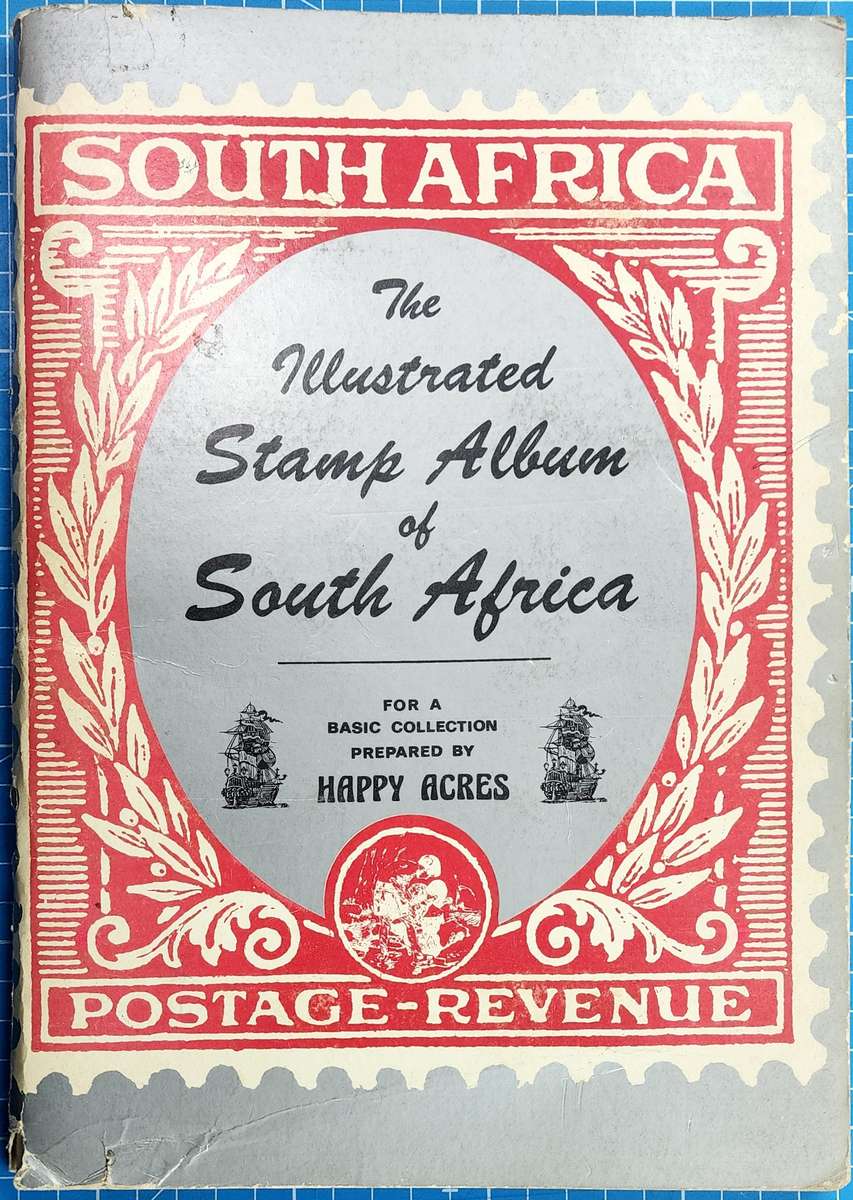 SOUTH AFRICA
The
Illustrated
Stamp Album
of
South Africa
FOR A
BASIC COLLECTION
PREPARED BY
HAPPY ACRES
POSTAGE-REVENUE